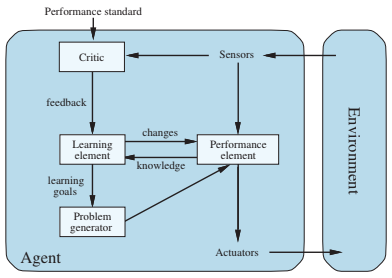 Performance standard
Critic
Sensors
feedback
changes
Learning
element
Performance
element
knowledge
learning
goals
Problem
generator
Agent
Actuators
Environment